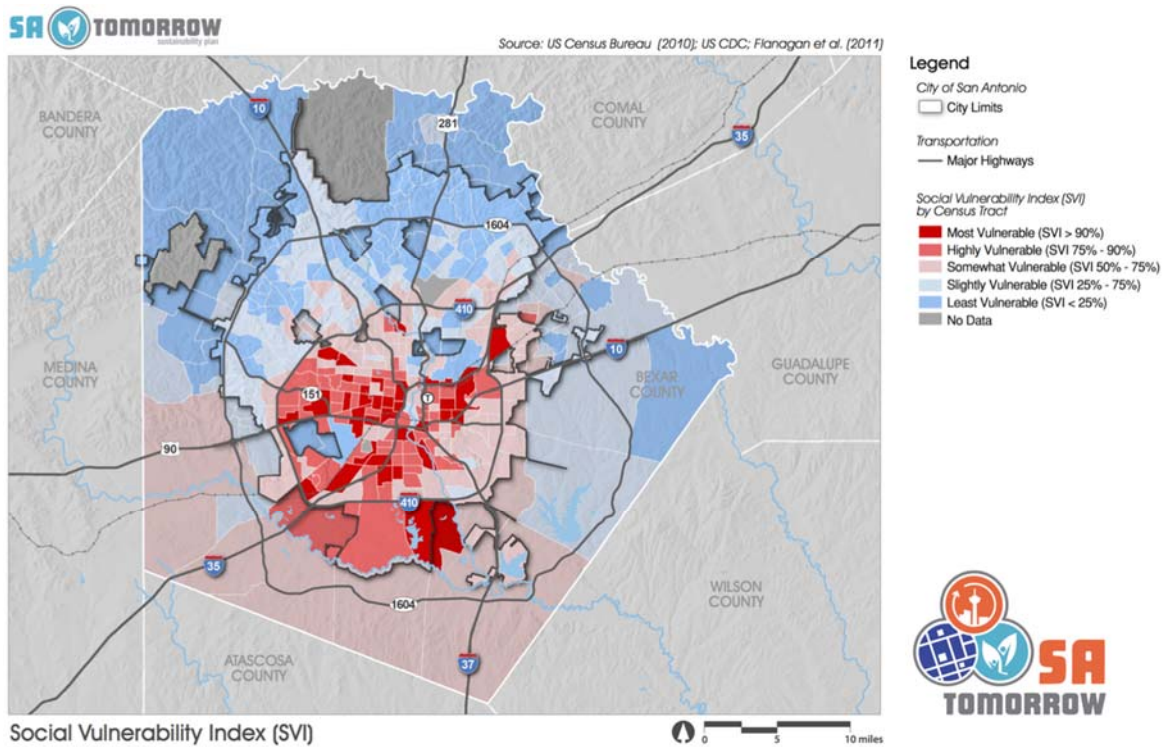 SA TOMORROW
sustainability plan
Source: US Census Bureau (2010); US CDC; Flanagan et al. (2011)
BANDERA
COUNTY
10
281
COMAL
COUNTY
35
1604
410
MEDINA
COUNTY
151
T
10
BEXAR
COUNTY
GUADALUPE
COUNTY
90
410
35
1604
WILSON
COUNTY
ATASCOSA
COUNTY
37
Legend
City of San Antonio
City Limits
Transportation
Major Highways
Social Vulnerability Index (SVI)
by Census Tract
Most Vulnerable (SVI > 90%)
Highly Vulnerable (SVI 75% - 90%)
Somewhat Vulnerable (SVI 50% - 75%)
Slightly Vulnerable (SVI 25% - 75%)
Least Vulnerable (SVI < 25%)
No Data
SA
TOMORROW
Social Vulnerability Index (SVI)
0 5 10 miles